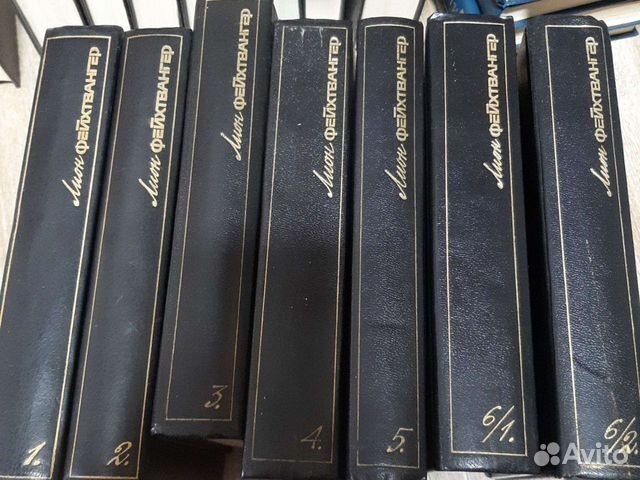 Лион ФЕЙХТВАНГЕР
1.
Лион ФЕЙХТВАНГЕР
2.
Лион ФЕЙХТВАНГЕР
3.
Лион ФЕЙХТВАНГЕР
4.
Лион ФЕЙХТВАНГЕР
5.
Лион ФЕЙХТВАНГЕР
6/1.
Лион ФЕЙХТВАНГЕР
6/2.
Avito